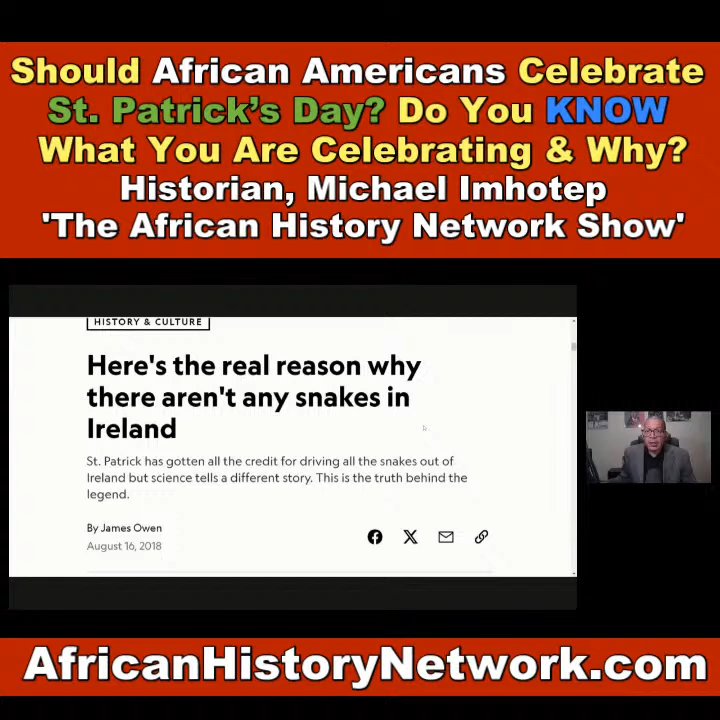 Should African Americans Celebrate
St. Patrick's Day? Do You KNOW
What You Are Celebrating & Why?
Historian, Michael Imhotep
'The African History Network Show'
HISTORY & CULTURE
Here's the real reason why
there aren't any snakes in
Ireland
St. Patrick has gotten all the credit for driving all the snakes out of
Ireland but science tells a different story. This is the truth behind the
legend.
By James Owen
August 16, 2018
AfricanHistoryNetwork.com